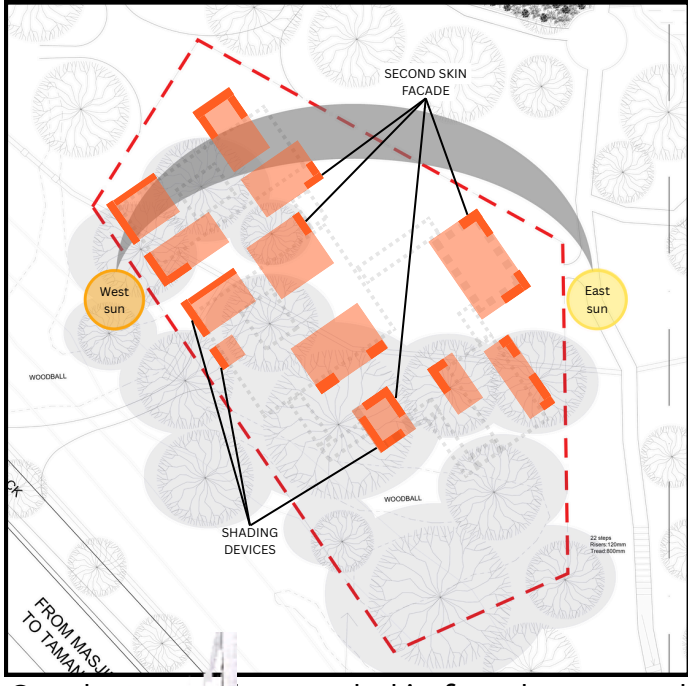 SECOND SKIN
FACADE
West
sun
East
sun
WOODBALL
WOODBALL
SHADING
DEVICES
22 steps
Risers:120mm
Tread:800mm
FROM MASJI
TO TAMAN